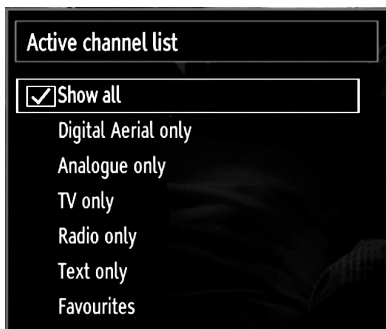 Active channel list
Show all
Digital Aerial only
Analogue only
TV only
Radio only
Text only
Favourites